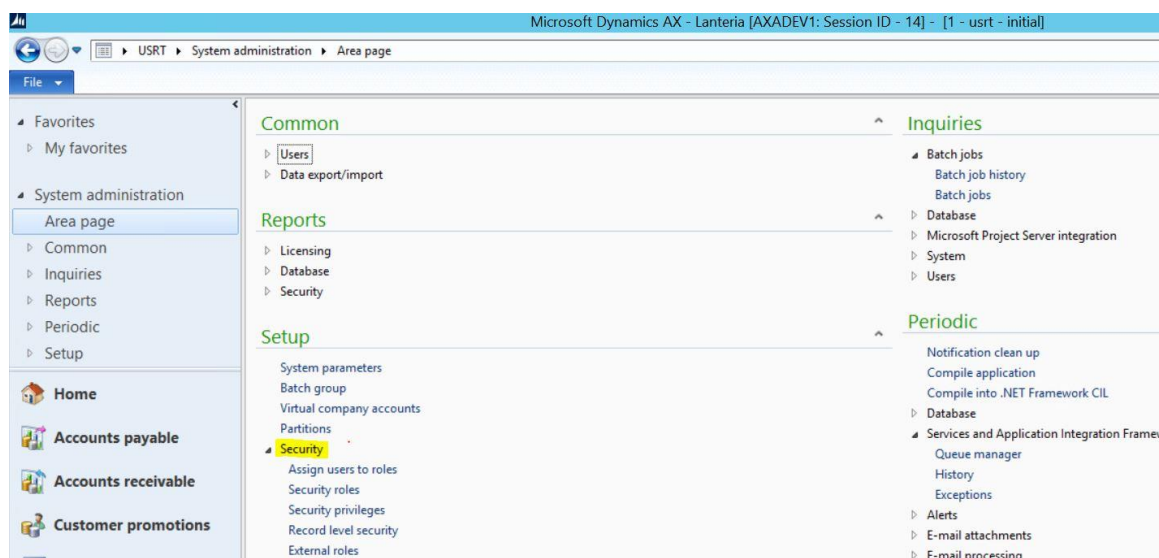 Microsoft Dynamics AX - Lanteria [AXADEV1: Session ID - 14] - [1 - usrt - initial]
USRT System administration Area page
File
Favorites
My favorites
System administration
Area page
Common
Inquiries
Reports
Periodic
Setup
Home
Accounts payable
Accounts receivable
Customer promotions
Common
Users
Data export/import
Reports
Licensing
Database
Security
Setup
System parameters
Batch group
Virtual company accounts
Partitions
Security
Assign users to roles
Security roles
Security privileges
Record level security
External roles
Inquiries
Batch jobs
Batch job history
Batch jobs
Database
Microsoft Project Server integration
System
Users
Periodic
Notification clean up
Compile application
Compile into .NET Framework CIL
Database
Services and Application Integration Frame
Queue manager
History
Exceptions
Alerts
E-mail attachments
E-mail processing